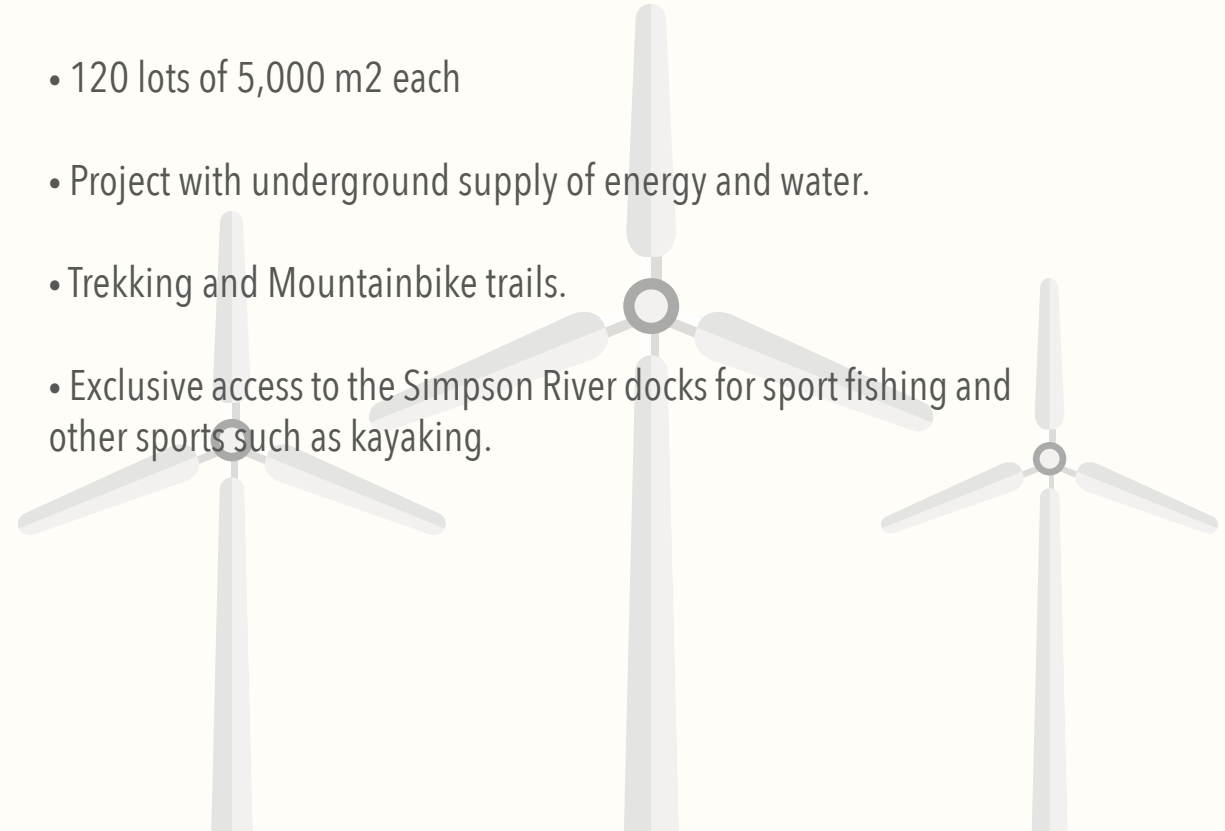 • 120 lots of 5,000 m2 each
• Project with underground supply of energy and water.
• Trekking and Mountainbike trails.
• Exclusive access to the Simpson River docks for sport fishing and
other sports such as kayaking.